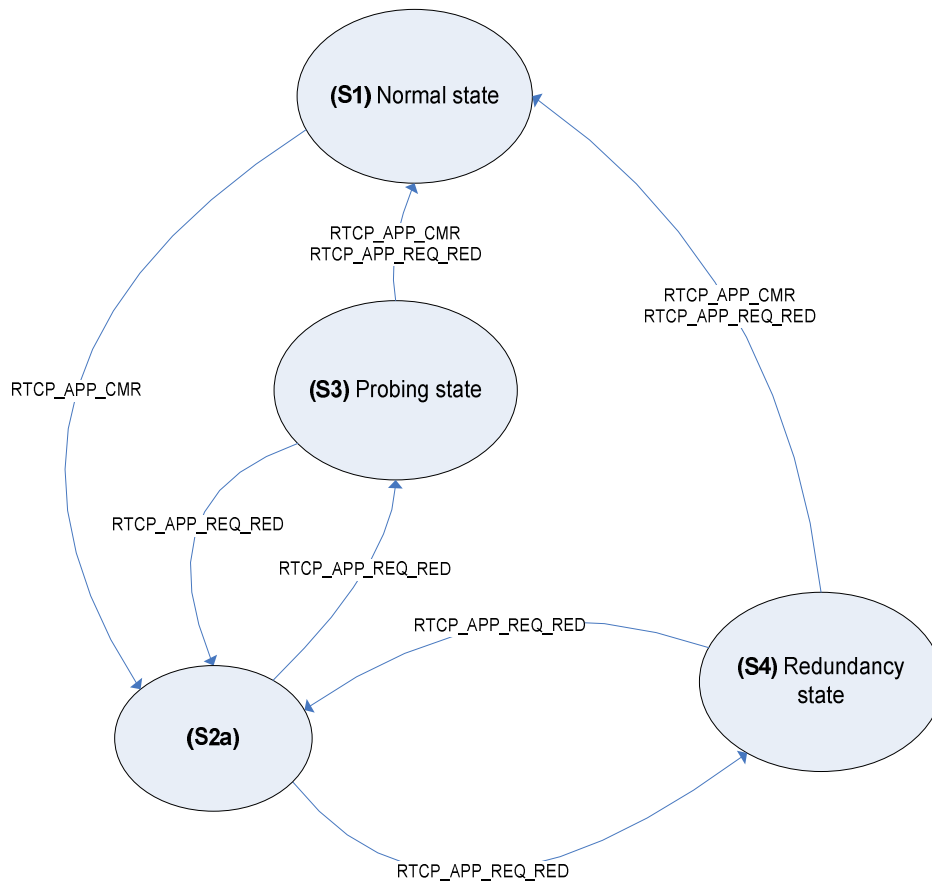 (S1) Normal state
RTCP_APP_CMR
RTCP_APP_REQ_RED
RTCP_APP_CMR
RTCP_APP_REQ_RED
RTCP_APP_CMR
(S3) Probing state
RTCP_APP_REQ_RED
RTCP_APP_REQ_RED
RTCP_APP_REQ_RED
(S4) Redundancy
state
(S2a)
RTCP_APP_REQ_RED